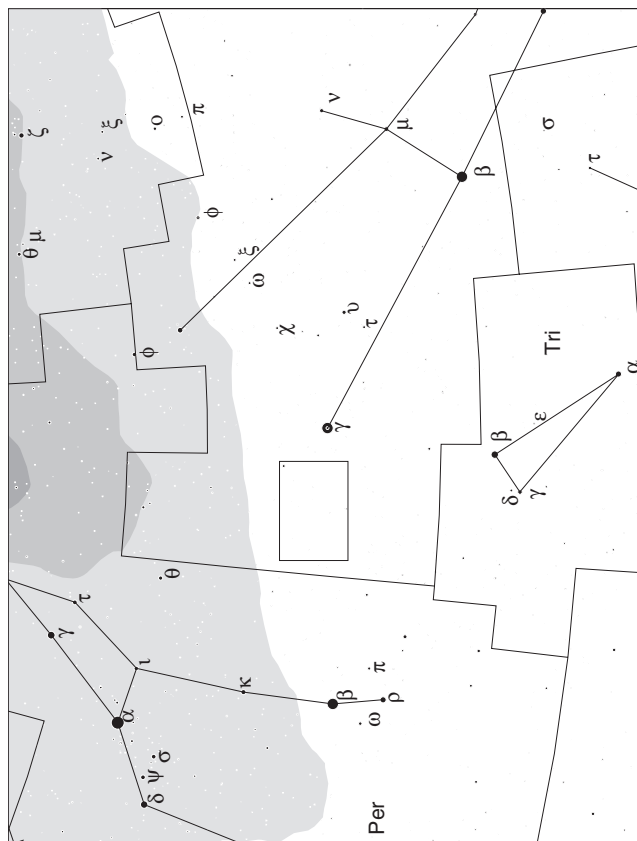 ν
π
ο
ξ
ζ
μ
σ
ν
τ
β
φ
θ
μ
ξ
ω
υ
τ
χ
Tri
φ
α
ε
γ
β
γ
δ
θ
τ
γ
ι
π
κ
β
ρ
α
ω
σ
ψ
δ
Per